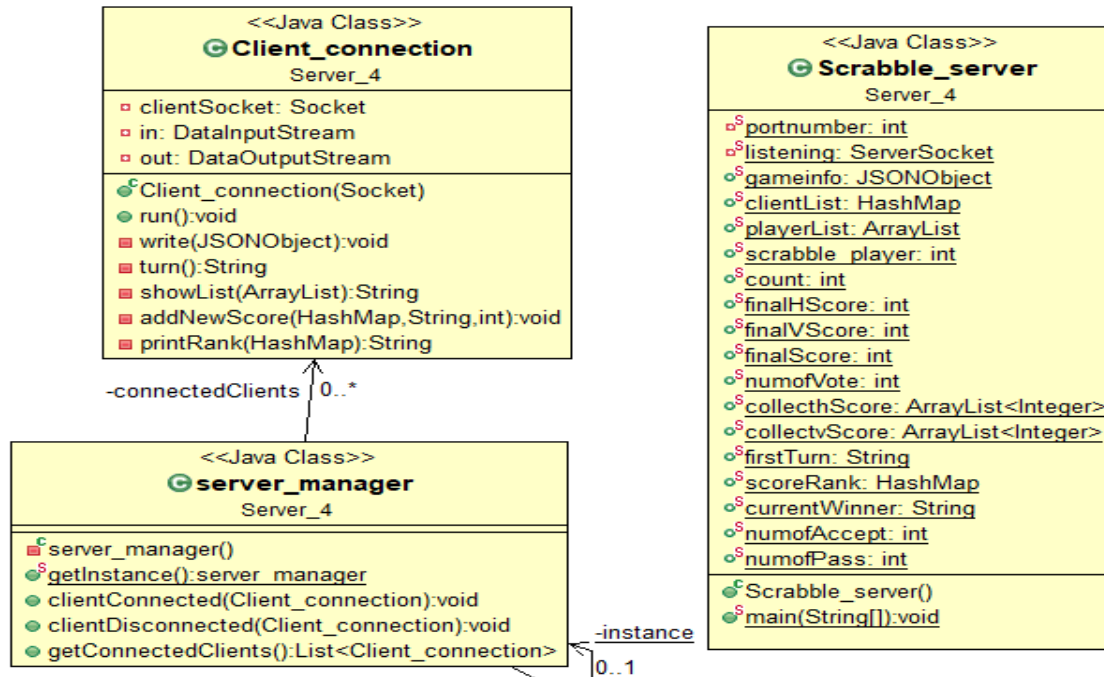 <<Java Class>>
Client_connection
Server_4
clientSocket: Socket
in: DataInputStream
out: DataOutputStream
Client_connection(Socket)
run():void
write(JSONObject):void
turn():String
showList(ArrayList):String
addNewScore(HashMap,String,int):void
printRank(HashMap):String
-connectedClients 0..*
<<Java Class>>
server_manager
Server_4
server_manager()
getInstance():server_manager
clientConnected(Client_connection):void
clientDisconnected(Client_connection):void
getConnectedClients():List<Client_connection>
-instance
0..1
<<Java Class>>
Scrabble_server
Server_4
portnumber: int
listening: ServerSocket
gameinfo: JSONObject
clientList: HashMap
playerList: ArrayList
scrabble_player: int
count: int
finalHScore: int
finalVScore: int
finalScore: int
numofVote: int
collecthScore: ArrayList<Integer>
collectvScore: ArrayList<Integer>
firstTurn: String
scoreRank: HashMap
currentWinner: String
numofAccept: int
numofPass: int
Scrabble_server()
main(String[]):void